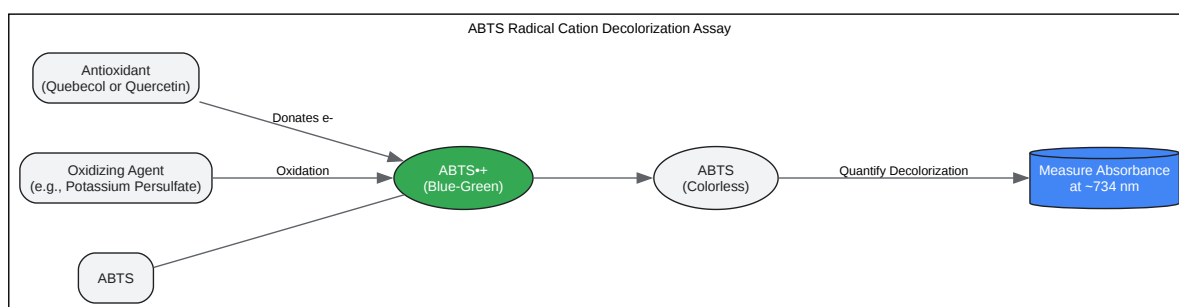 ABTS Radical Cation Decolorization Assay
Antioxidant
(Quebecol or Quercetin)
Donates e-
Oxidizing Agent
(e.g., Potassium Persulfate)
Oxidation
ABTS•+
(Blue-Green)
ABTS
(Colorless)
Quantify Decolorization
Measure Absorbance
at ~734 nm
ABTS